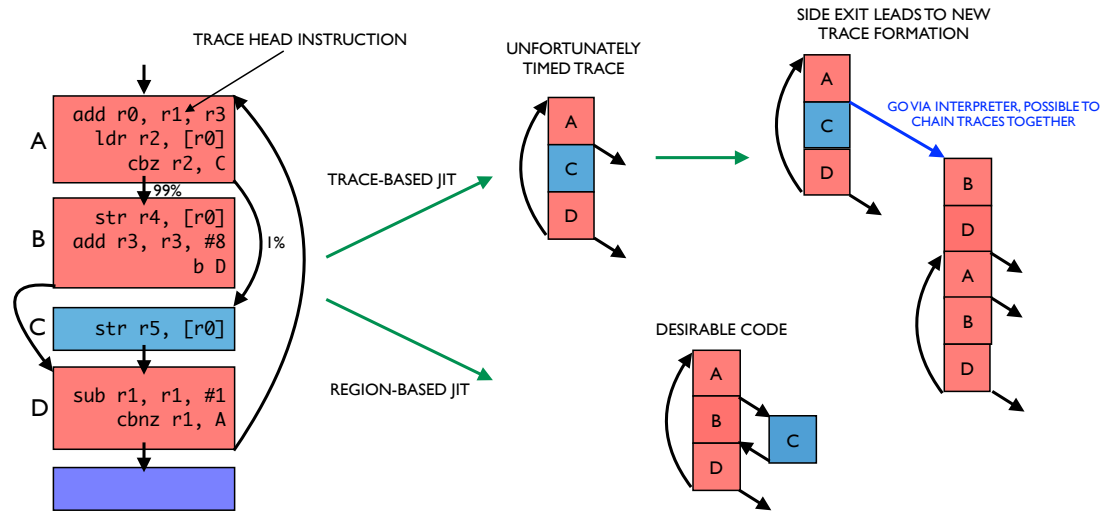 TRACE HEAD INSTRUCTION
A
add r0, r1, r3
ldr r2, [r0]
cbz r2, C
99%
1%
B
str r4, [r0]
add r3, r3, #8
b D
C
str r5, [r0]
D
sub r1, r1, #1
cbnz r1, A
TRACE-BASED JIT
REGION-BASED JIT
UNFORTUNATELY
TIMED TRACE
A
C
D
SIDE EXIT LEADS TO NEW
TRACE FORMATION
A
C
D
GO VIA INTERPRETER, POSSIBLE TO
CHAIN TRACES TOGETHER
B
D
A
B
D
DESIRABLE CODE
A
B
D
C